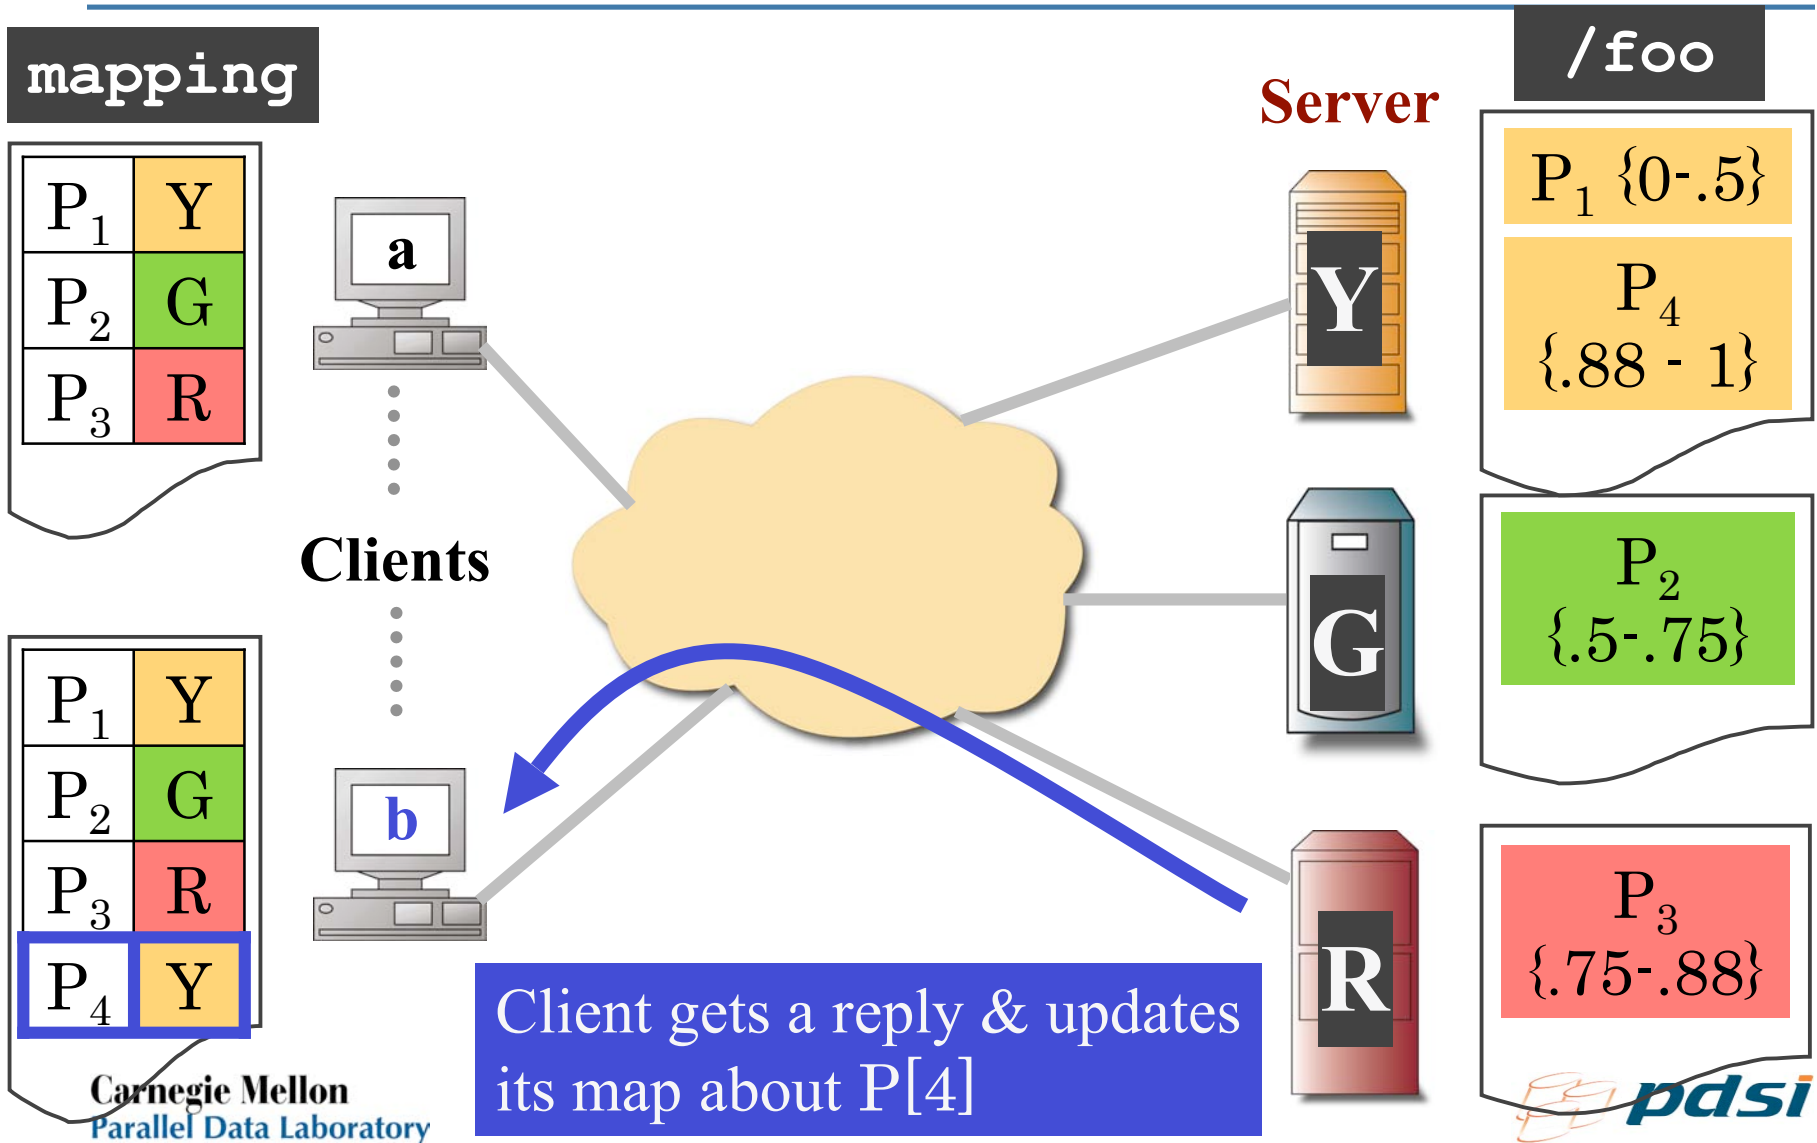 mapping
/foo
Server
P1 Y
P2 G
P3 R
a
Y
P1 {0-.5}
P4
{.88 - 1}
Clients
G
P2
{.5-.75}
P1 Y
P2 G
P3 R
P4 Y
b
R
P3
{.75-.88}
Client gets a reply & updates
its map about P[4]
Carnegie Mellon
Parallel Data Laboratory
pdsi